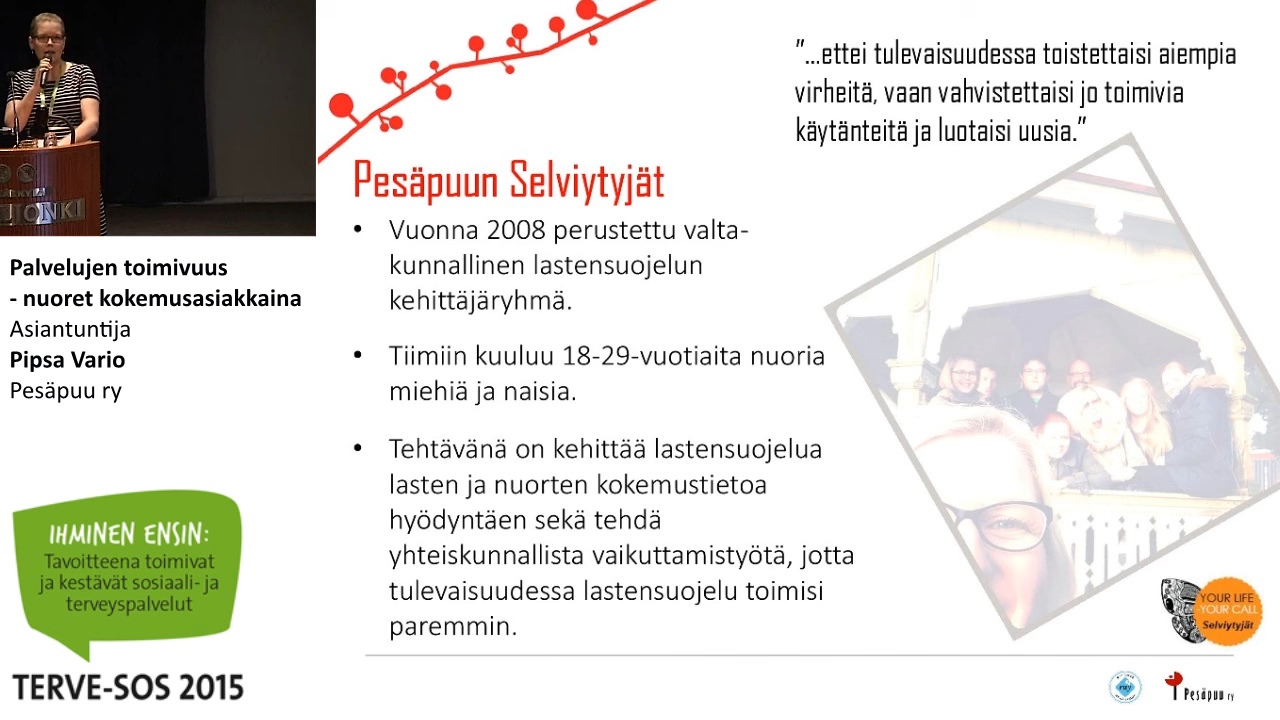 Palvelujen toimivuus
- nuoret kokemusasiakkaina
Asiantuntija
Pipsa Vario
Pesäpuu ry
IHMINEN ENSIN:
Tavoitteena toimivat
ja kestävät sosiaali- ja
terveyspalvelut
TERVE-SOS 2015
"...ettei tulevaisuudessa toistettaisi aiempia
virheitä, vaan vahvistettaisi jo toimivia
käytänteitä ja luotaisi uusia."
Pesäpuun Selviytyjät
• Vuonna 2008 perustettu valta-
kunnallinen lastensuojelun
kehittäjäryhmä.
• Tiimiin kuuluu 18-29-vuotiaita nuoria
miehiä ja naisia.
• Tehtävänä on kehittää lastensuojelua
lasten ja nuorten kokemustietoa
hyödyntäen sekä tehdä
yhteiskunnallista vaikuttamistyötä, jotta
tulevaisuudessa lastensuojelu toimisi
paremmin.
YOUR LIFE
-YOUR CALL
Selviytyjät
Pesäpuu ry